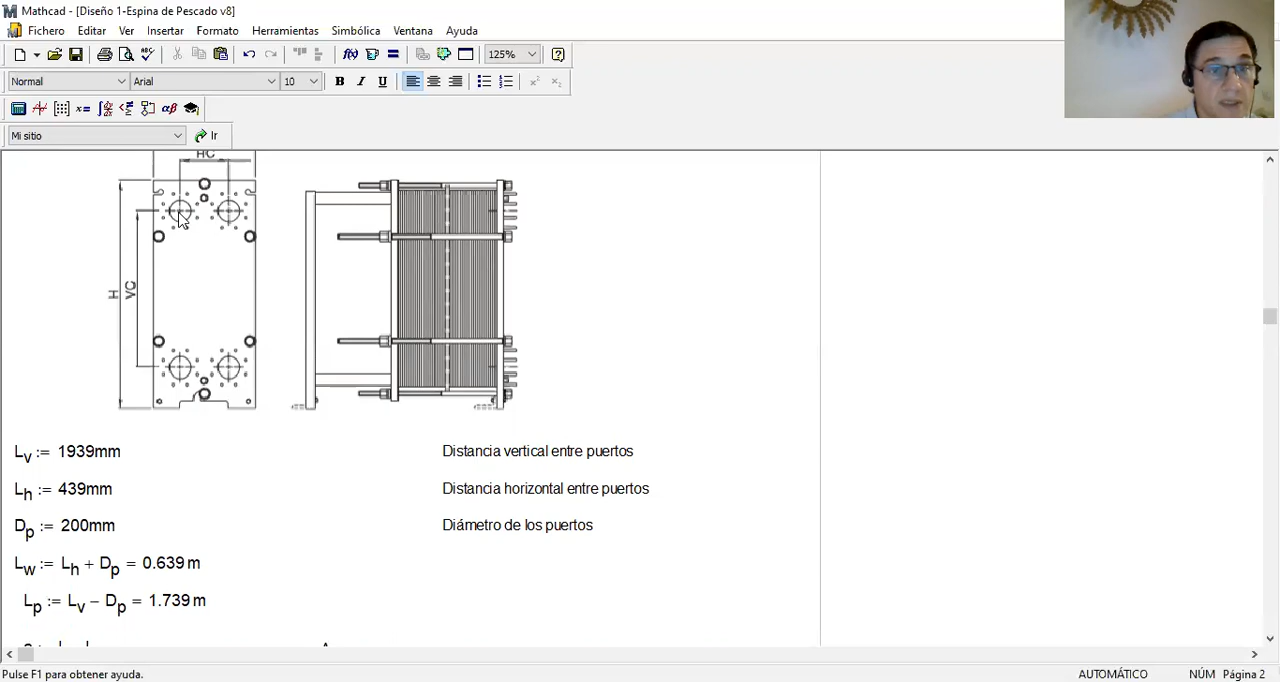 Mathcad - [Diseño 1-Espina de Pescado v8]
Fichero Editar Ver Insertar Formato Herramientas Simbólica Ventana Ayuda
125%
Normal Arial 10 B I U
Mi sitio Ir
HC
H
VC
Lv := 1939mm Distancia vertical entre puertos
Lh := 439mm Distancia horizontal entre puertos
Dp := 200mm Diámetro de los puertos
Lw := Lh + Dp = 0.639 m
Lp := Lv − Dp = 1.739 m
Pulse F1 para obtener ayuda. AUTOMÁTICO NÚM Página 2